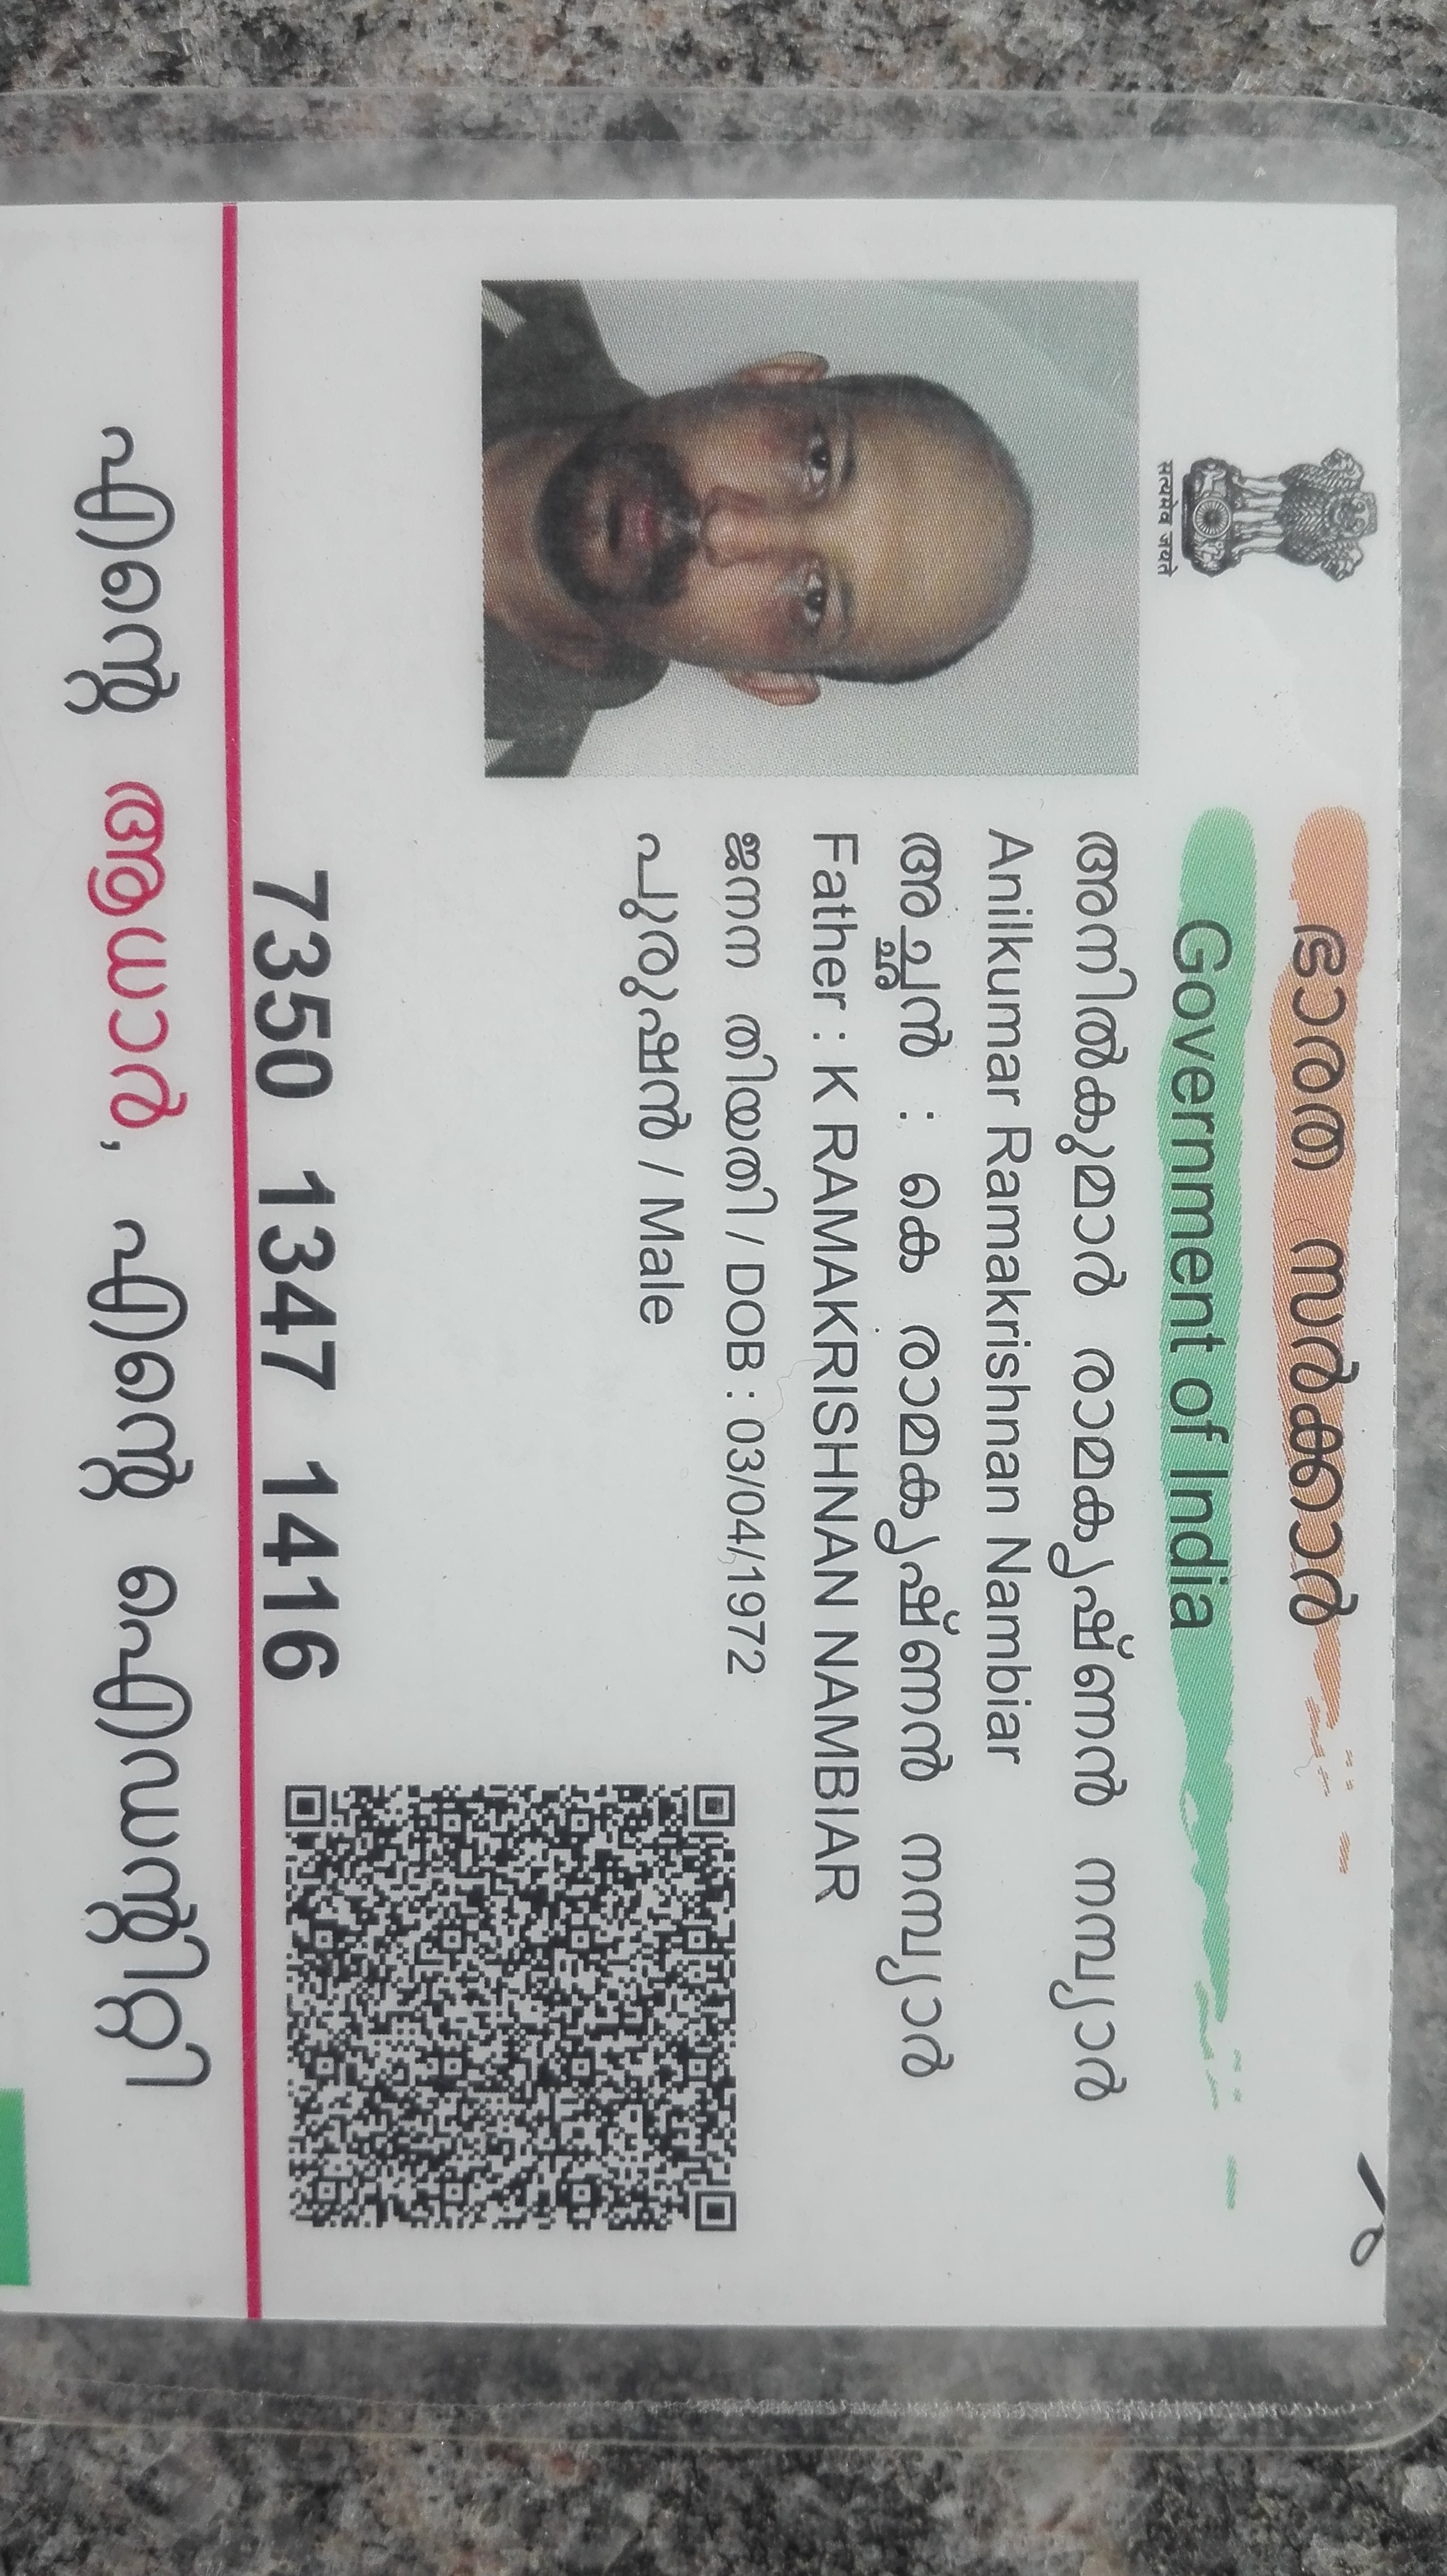 ഭാരത സർക്കാർ
Government of India
सत्यमेव जयते
അനിൽകുമാർ രാമകൃഷ്ണൻ നമ്പ്യാർ
Anilkumar Ramakrishnan Nambiar
അച്ഛൻ : കെ രാമകൃഷ്ണൻ നമ്പ്യാർ
Father : K RAMAKRISHNAN NAMBIAR
ജനന തിയതി / DOB : 03/04/1972
പുരുഷൻ / Male
7350 1347 1416
എന്റെ ആധാർ, എന്റെ ഐഡന്റിറ്റി